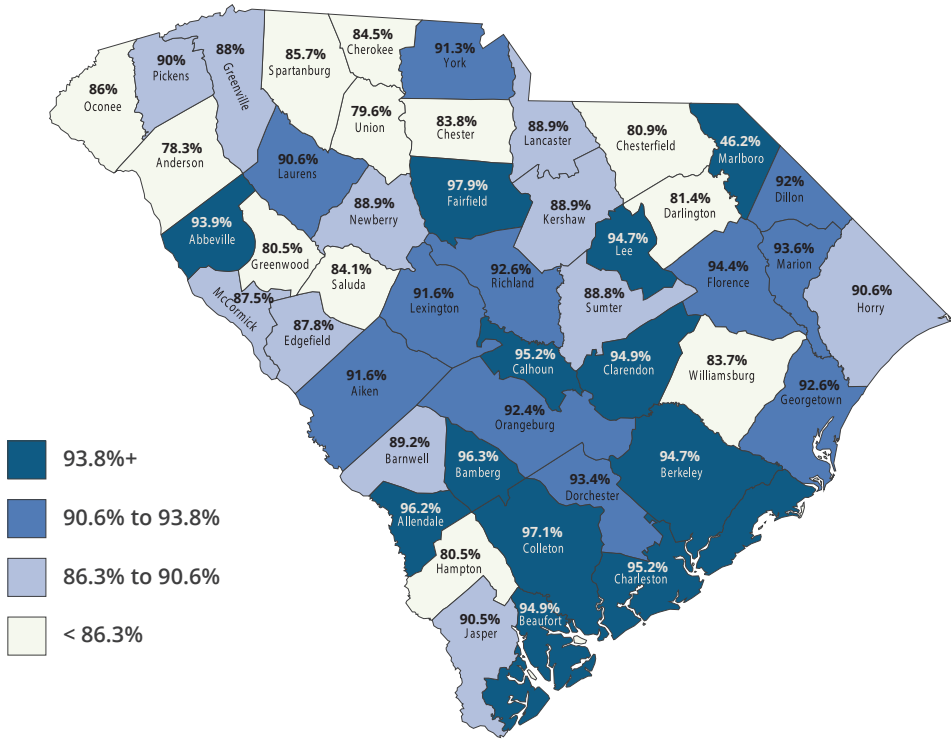 84.5%
Cherokee
88%
Greenville
91.3%
York
85.7%
Spartanburg
90%
Pickens
86%
Oconee
79.6%
Union
83.8%
Chester
88.9%
Lancaster
80.9%
Chesterfield
46.2%
Marlboro
78.3%
Anderson
90.6%
Laurens
92%
Dillon
97.9%
Fairfield
88.9%
Newberry
88.9%
Kershaw
81.4%
Darlington
93.9%
Abbeville
94.7%
Lee
80.5%
Greenwood
93.6%
Marion
84.1%
Saluda
92.6%
Richland
94.4%
Florence
87.5%
McCormick
91.6%
Lexington
88.8%
Sumter
90.6%
Horry
87.8%
Edgefield
95.2%
Calhoun
94.9%
Clarendon
83.7%
Williamsburg
91.6%
Aiken
92.6%
Georgetown
92.4%
Orangeburg
89.2%
Barnwell
96.3%
Bamberg
94.7%
Berkeley
93.4%
Dorchester
96.2%
Allendale
97.1%
Colleton
80.5%
Hampton
95.2%
Charleston
94.9%
Beaufort
90.5%
Jasper
93.8%+
90.6% to 93.8%
86.3% to 90.6%
< 86.3%